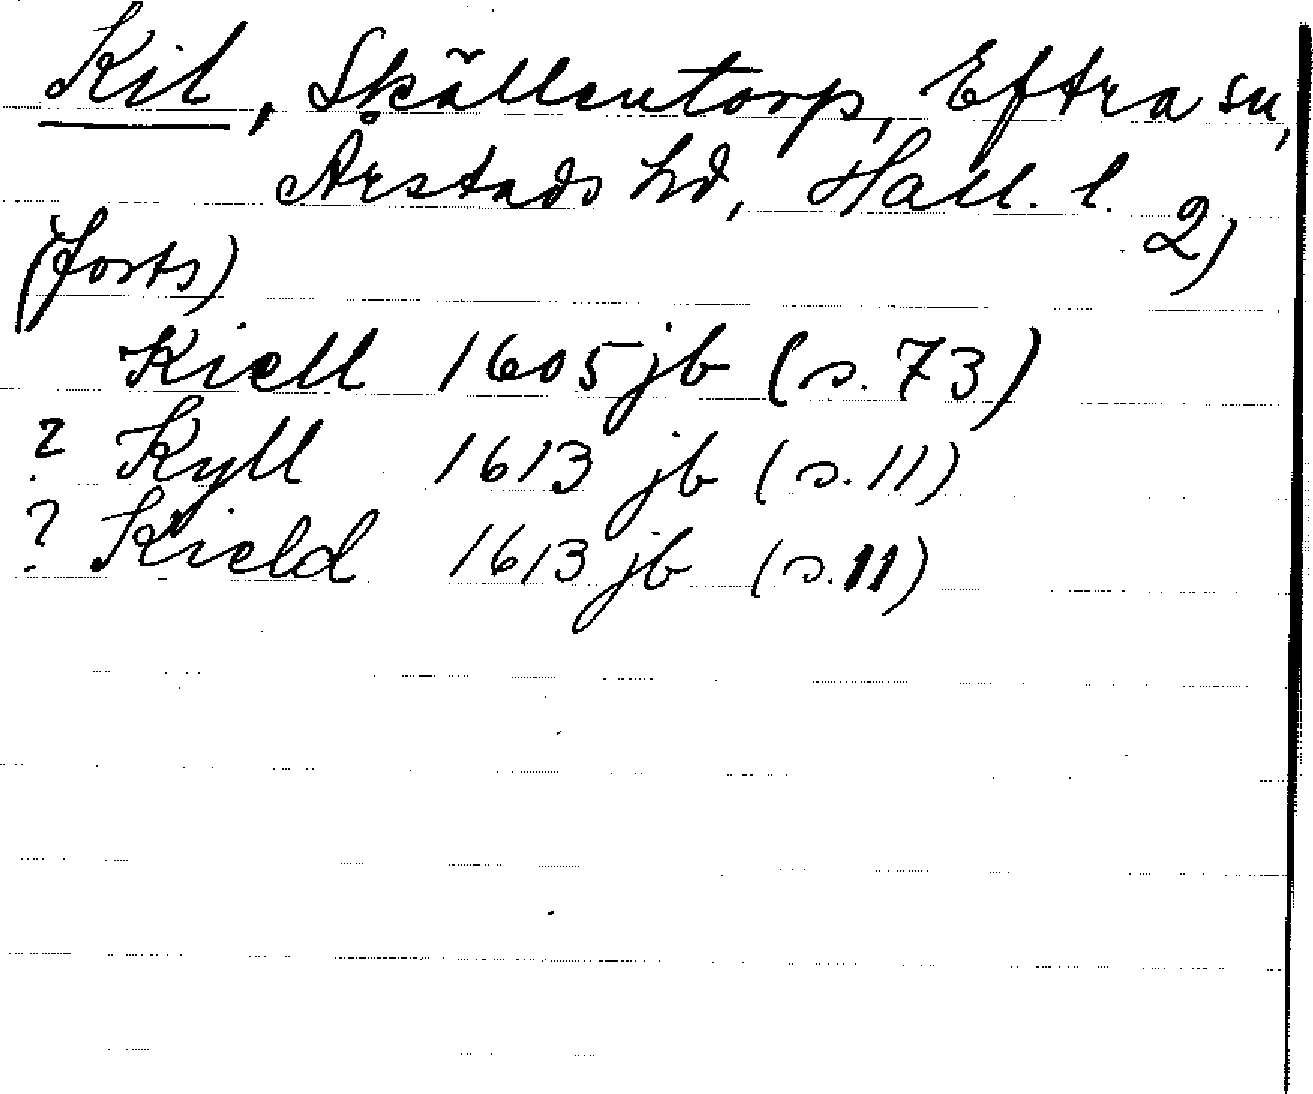 Kil, Skällentorp, Eftra sn,
Årstads hd, Hall. l.
2)
(forts)
Kiell 1605 jb (s. 73)
? Kyll 1613 jb (s. 11)
? Kield 1613 jb (s. 11)